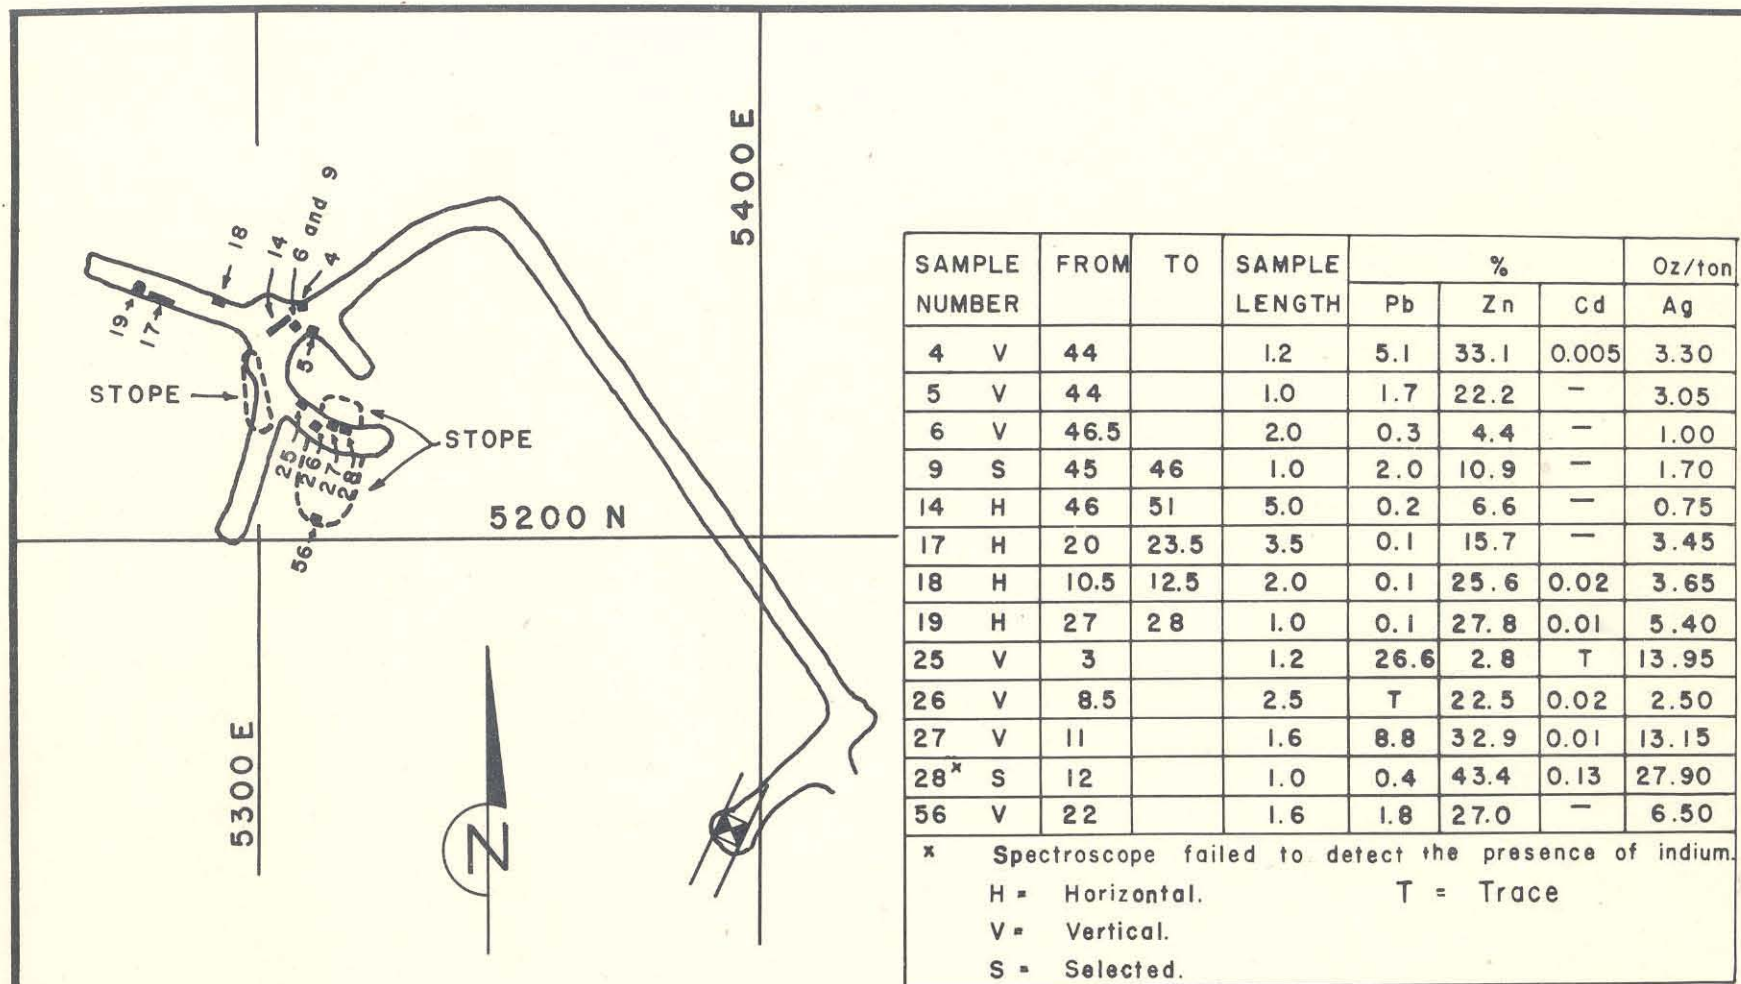 5400 E
6 and 9
18
14
4
19
17
5
STOPE
STOPE
25
26
27
28
5200 N
56
5300 E
N
SAMPLE NUMBER FROM TO SAMPLE LENGTH % Oz/ton
Pb Zn Cd Ag
4 V 44 1.2 5.1 33.1 0.005 3.30
5 V 44 1.0 1.7 22.2 – 3.05
6 V 46.5 2.0 0.3 4.4 – 1.00
9 S 45 46 1.0 2.0 10.9 – 1.70
14 H 46 51 5.0 0.2 6.6 – 0.75
17 H 20 23.5 3.5 0.1 15.7 – 3.45
18 H 10.5 12.5 2.0 0.1 25.6 0.02 3.65
19 H 27 28 1.0 0.1 27.8 0.01 5.40
25 V 3 1.2 26.6 2.8 T 13.95
26 V 8.5 2.5 T 22.5 0.02 2.50
27 V 11 1.6 8.8 32.9 0.01 13.15
28x S 12 1.0 0.4 43.4 0.13 27.90
56 V 22 1.6 1.8 27.0 – 6.50
x Spectroscope failed to detect the presence of indium.
H = Horizontal. T = Trace
V = Vertical.
S = Selected.